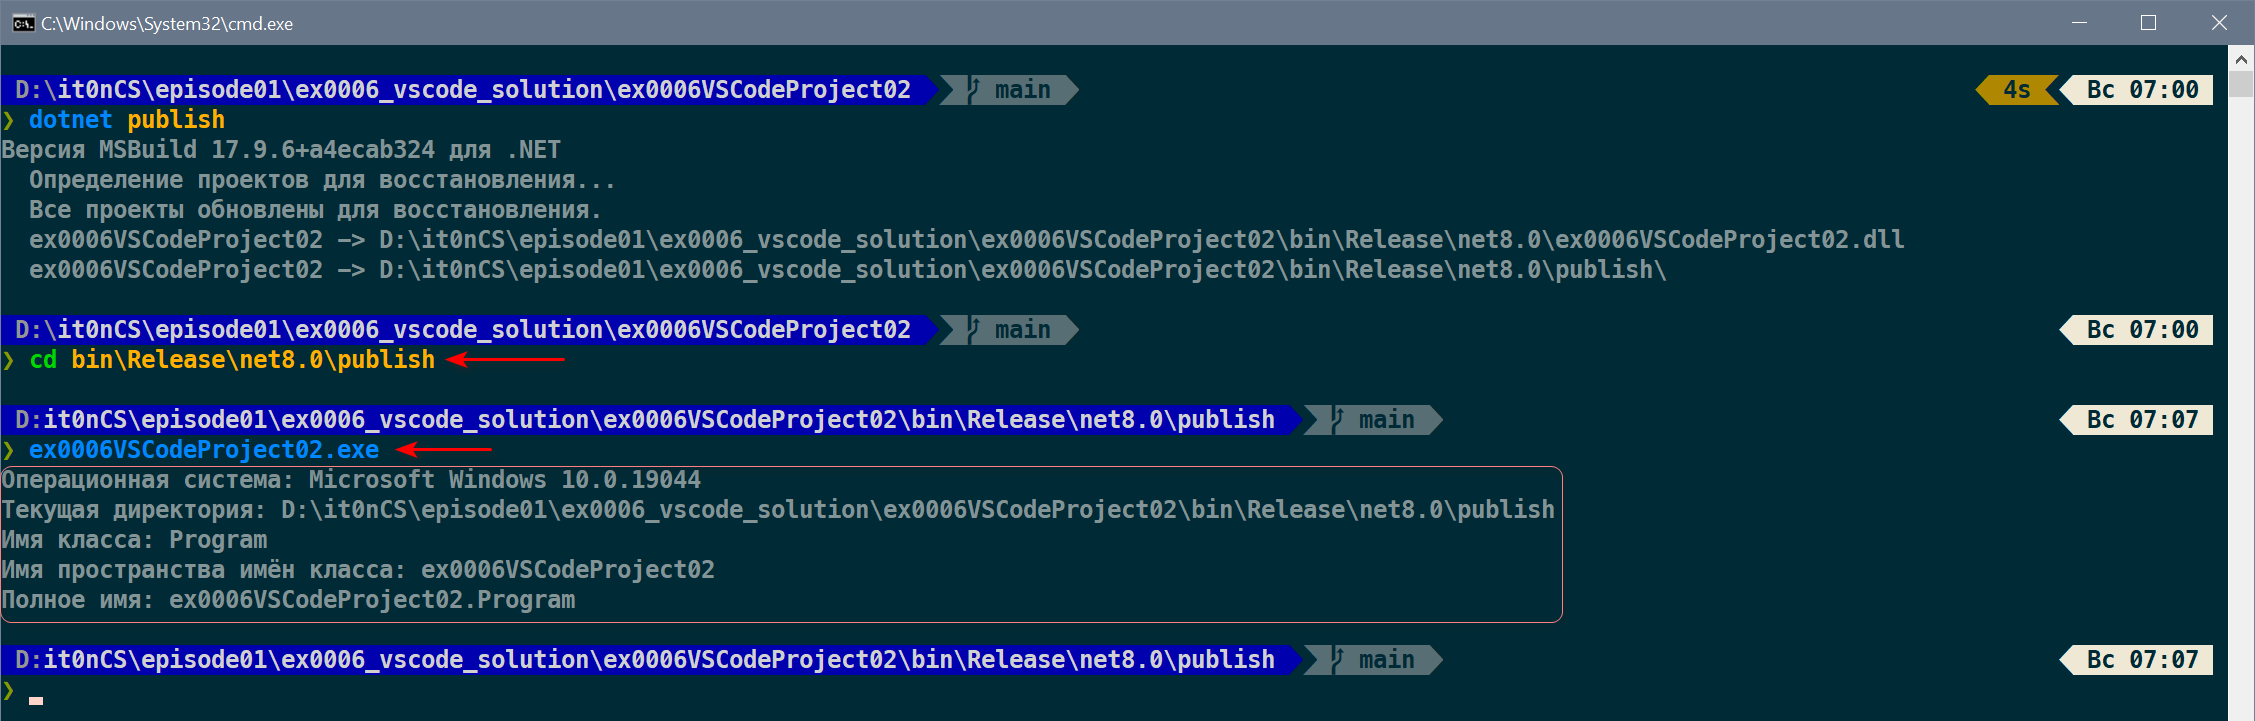 C:\Windows\System32\cmd.exe
D:\it0nCS\episode01\ex0006_vscode_solution\ex0006VSCodeProject02 main 4s Вс 07:00
❯ dotnet publish
Версия MSBuild 17.9.6+a4ecab324 для .NET
Определение проектов для восстановления...
Все проекты обновлены для восстановления.
ex0006VSCodeProject02 -> D:\it0nCS\episode01\ex0006_vscode_solution\ex0006VSCodeProject02\bin\Release\net8.0\ex0006VSCodeProject02.dll
ex0006VSCodeProject02 -> D:\it0nCS\episode01\ex0006_vscode_solution\ex0006VSCodeProject02\bin\Release\net8.0\publish\
D:\it0nCS\episode01\ex0006_vscode_solution\ex0006VSCodeProject02 main Вс 07:00
❯ cd bin\Release\net8.0\publish
D:it0nCS\episode01\ex0006_vscode_solution\ex0006VSCodeProject02\bin\Release\net8.0\publish main Вс 07:07
❯ ex0006VSCodeProject02.exe
Операционная система: Microsoft Windows 10.0.19044
Текущая директория: D:\it0nCS\episode01\ex0006_vscode_solution\ex0006VSCodeProject02\bin\Release\net8.0\publish
Имя класса: Program
Имя пространства имён класса: ex0006VSCodeProject02
Полное имя: ex0006VSCodeProject02.Program
D:it0nCS\episode01\ex0006_vscode_solution\ex0006VSCodeProject02\bin\Release\net8.0\publish main Вс 07:07
❯